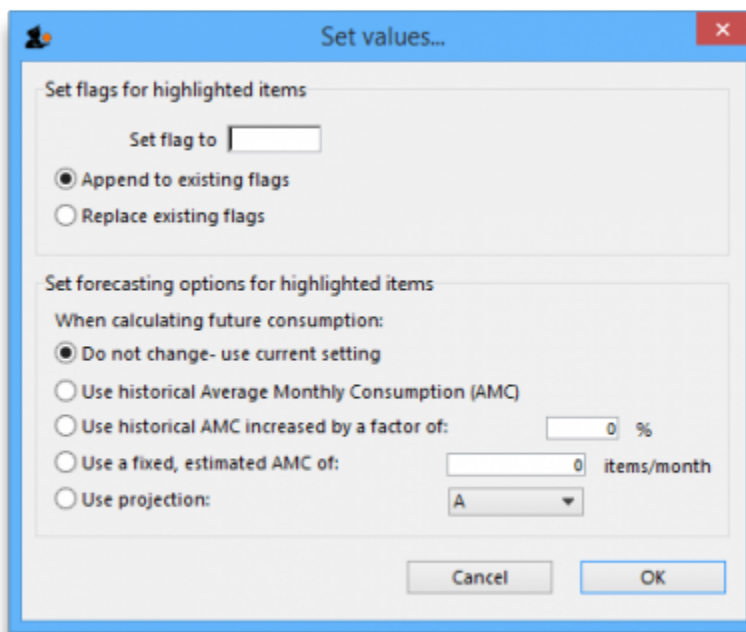 Set values...
Set flags for highlighted items
Set flag to
Append to existing flags
Replace existing flags
Set forecasting options for highlighted items
When calculating future consumption:
Do not change- use current setting
Use historical Average Monthly Consumption (AMC)
Use historical AMC increased by a factor of: 0 %
Use a fixed, estimated AMC of: 0 items/month
Use projection: A
Cancel OK